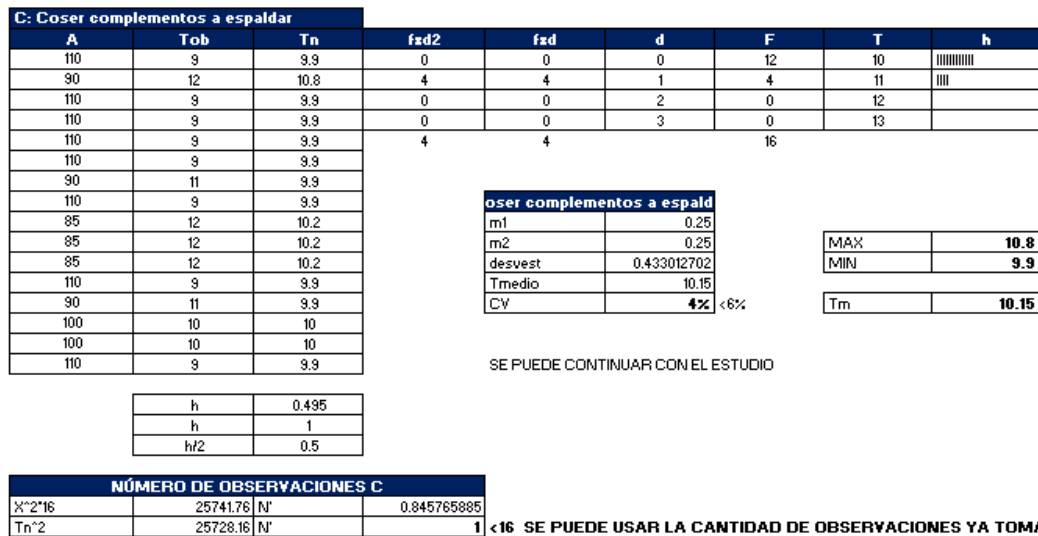 C: Coser complementos a espaldar
A Tob Tn fxd2 fxd d F T h
110 9 9.9 0 0 0 12 10 IIIIIIIIIIII
90 12 10.8 4 4 1 4 11 IIII
110 9 9.9 0 0 2 0 12
110 9 9.9 0 0 3 0 13
110 9 9.9 4 4 16
110 9 9.9
90 11 9.9
110 9 9.9 oser complementos a espald
85 12 10.2 m1 0.25
85 12 10.2 m2 0.25 MAX 10.8
85 12 10.2 desvest 0.433012702 MIN 9.9
110 9 9.9 Tmedio 10.15
90 11 9.9 CV 4% <6% Tm 10.15
100 10 10
100 10 10
110 9 9.9 SE PUEDE CONTINUAR CON EL ESTUDIO
h 0.495
h 1
h/2 0.5
NÚMERO DE OBSERVACIONES C
X^2*16 25741.76 N' 0.845765885
Tn^2 25728.16 N' 1 <16 SE PUEDE USAR LA CANTIDAD DE OBSERVACIONES YA TOMA